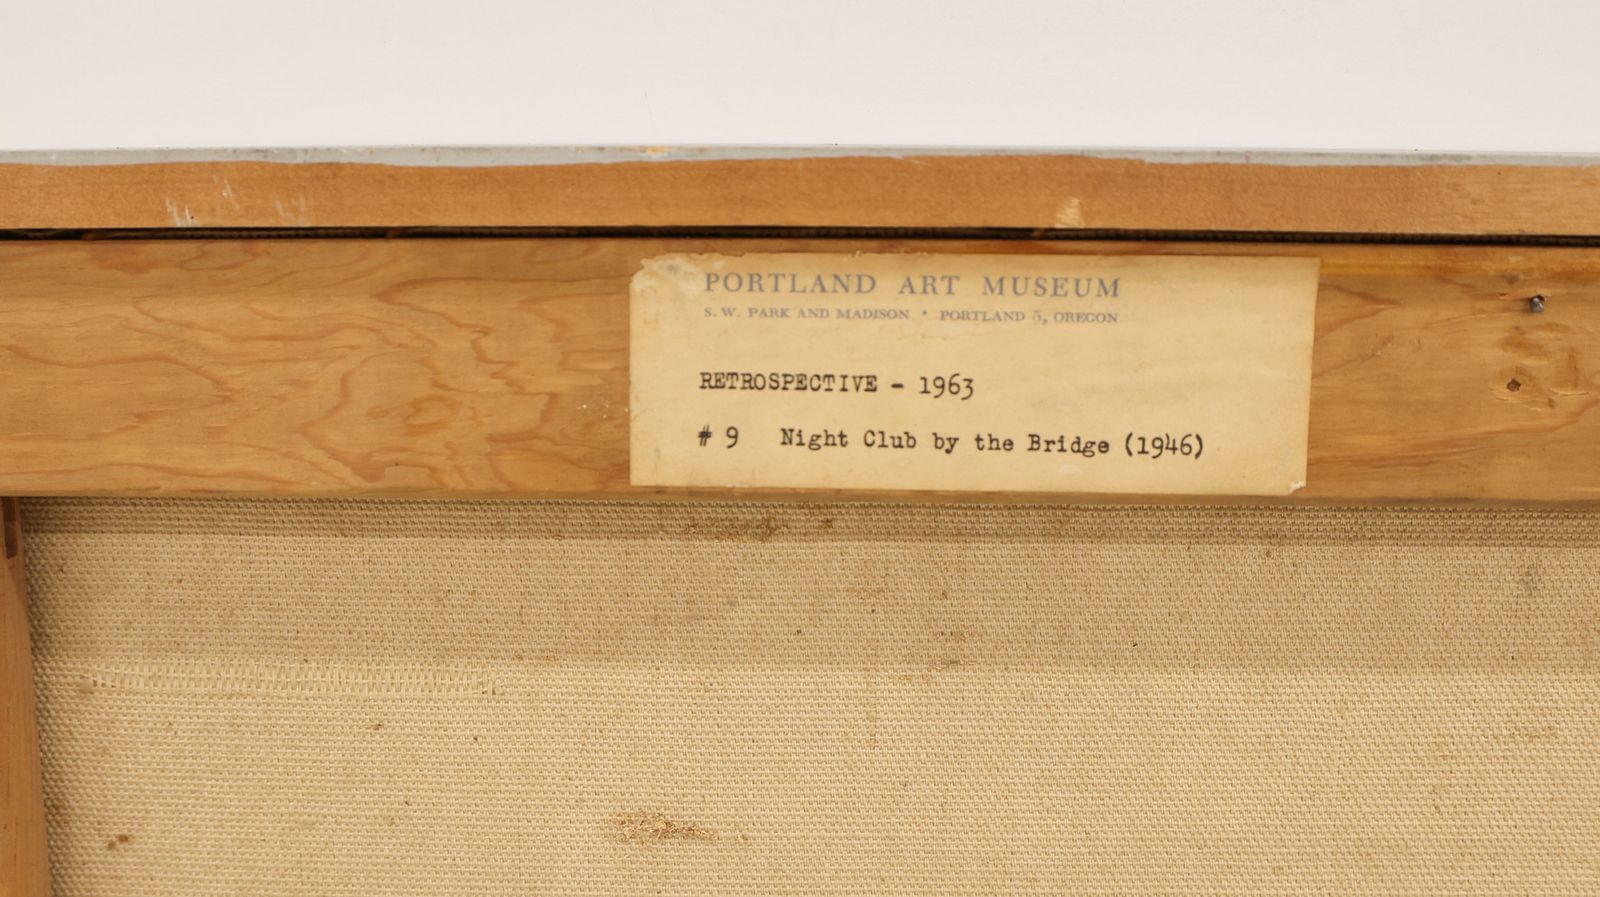 PORTLAND ART MUSEUM
S. W. PARK AND MADISON • PORTLAND 5, OREGON
RETROSPECTIVE - 1963
# 9 Night Club by the Bridge (1946)